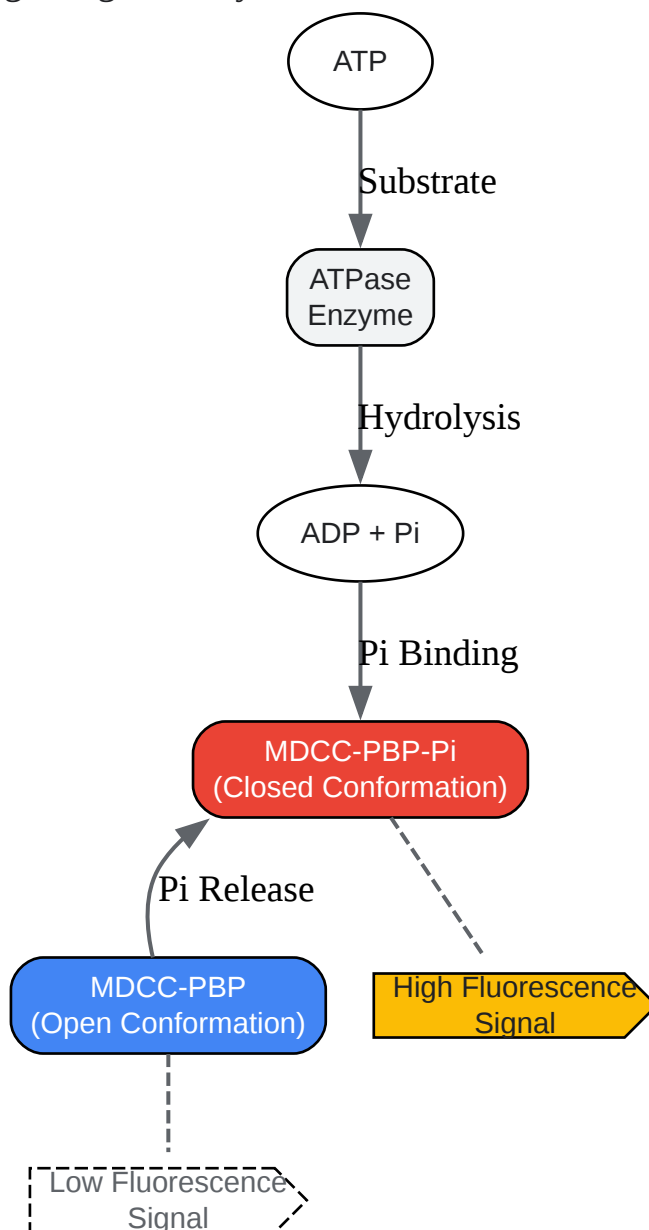 ATP
Substrate
ATPase
Enzyme
Hydrolysis
ADP + Pi
Pi Binding
MDCC-PBP-Pi
(Closed Conformation)
Pi Release
MDCC-PBP
(Open Conformation)
High Fluorescence
Signal
Low Fluorescence
Signal